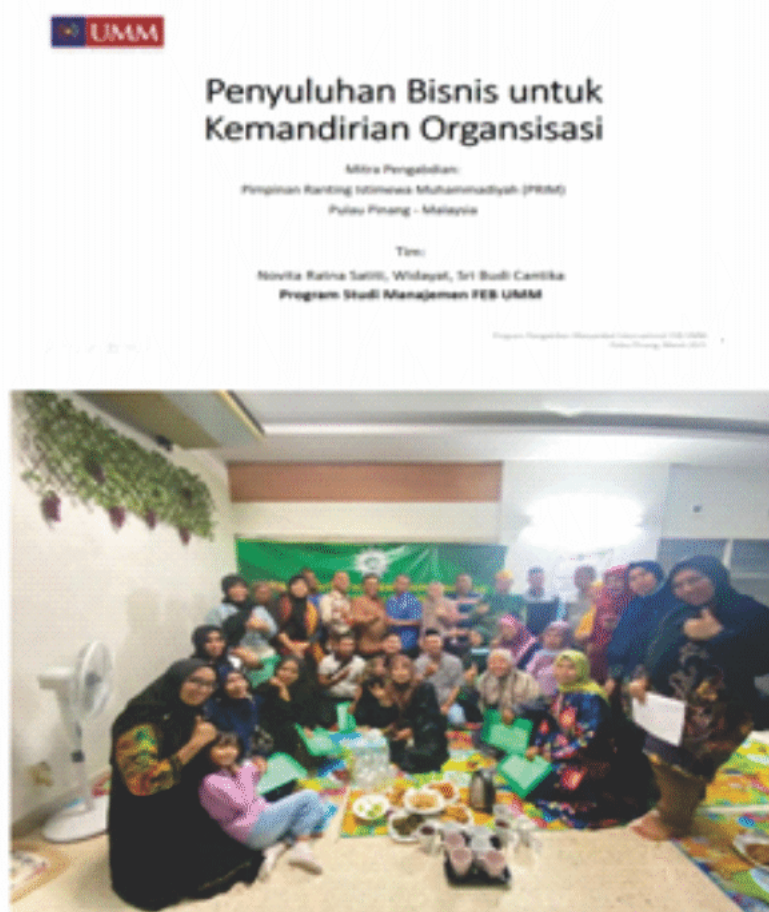 UMM
Penyuluhan Bisnis untuk
Kemandirian Organsisasi
Mitra Pengabdian:
Pimpinan Ranting Istimewa Muhammadiyah (PRIM)
Pulau Pinang - Malaysia
Tim:
Novita Ratna Satiti, Widayat, Sri Budi Cantika
Program Studi Manajemen FEB UMM